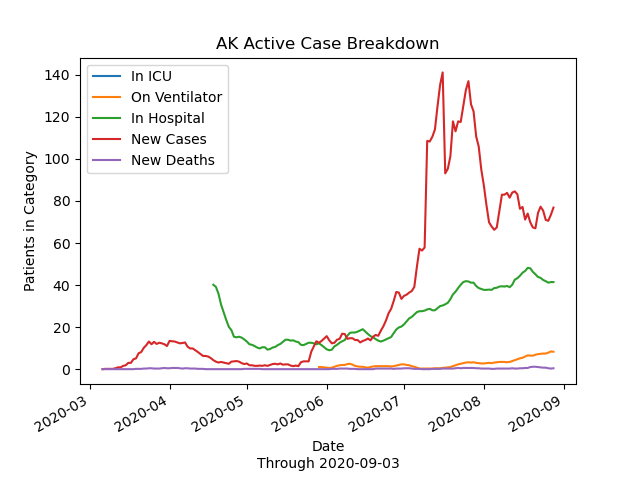 AK Active Case Breakdown
In ICU
On Ventilator
In Hospital
New Cases
New Deaths
Patients in Category
140
120
100
80
60
40
20
0
2020-03
2020-04
2020-05
2020-06
2020-07
2020-08
2020-09
Date
Through 2020-09-03